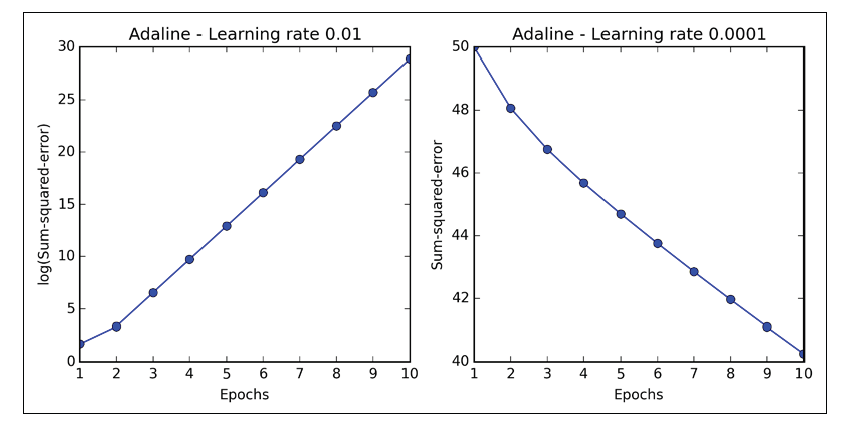 Adaline - Learning rate 0.01
30
25
20
15
10
5
0
log(Sum-squared-error)
1 2 3 4 5 6 7 8 9 10
Epochs
Adaline - Learning rate 0.0001
50
48
46
44
42
40
Sum-squared-error
1 2 3 4 5 6 7 8 9 10
Epochs